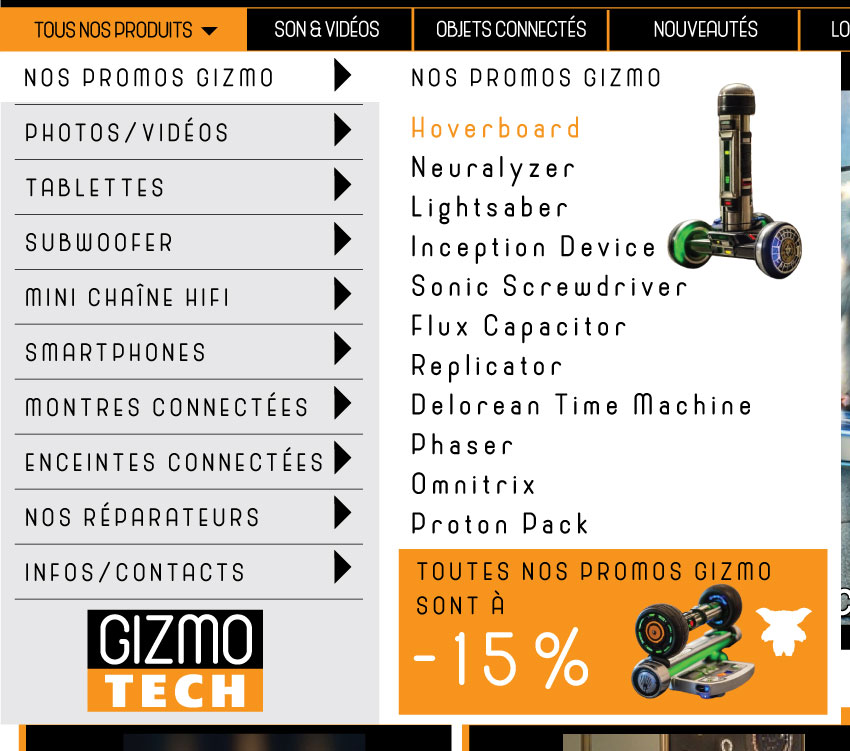 TOUS NOS PRODUITS
SON & VIDÉOS
OBJETS CONNECTÉS
NOUVEAUTÉS
LO
NOS PROMOS GIZMO
PHOTOS/VIDÉOS
TABLETTES
SUBWOOFER
MINI CHAÎNE HIFI
SMARTPHONES
MONTRES CONNECTÉES
ENCEINTES CONNECTÉES
NOS RÉPARATEURS
INFOS/CONTACTS
GIZMO
TECH
NOS PROMOS GIZMO
Hoverboard
Neuralyzer
Lightsaber
Inception Device
Sonic Screwdriver
Flux Capacitor
Replicator
Delorean Time Machine
Phaser
Omnitrix
Proton Pack
TOUTES NOS PROMOS GIZMO
SONT À
-15%